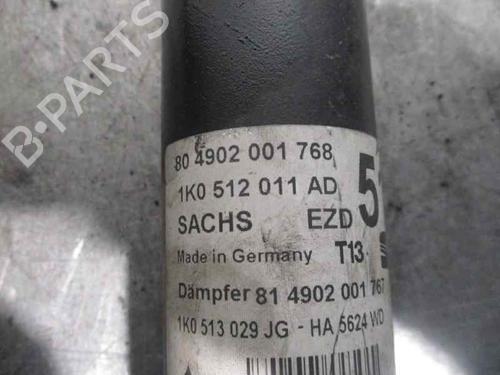 B-PARTS
80 4902 001 768
1K0 512 011 AD
SACHS EZD
Made in Germany T13
Dämpfer 81 4902 001 767
1K0 513 029 JG - HA 5624 WD